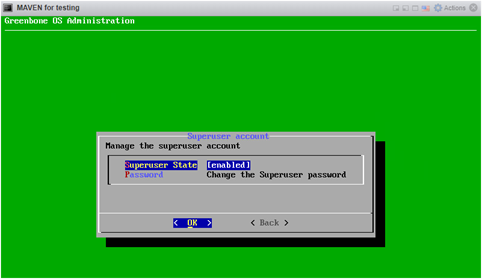 MAVEN for testing
Actions
Greenbone OS Administration
Superuser account
Manage the superuser account
Superuser State [enabled]
Password Change the Superuser password
< OK > < Back >